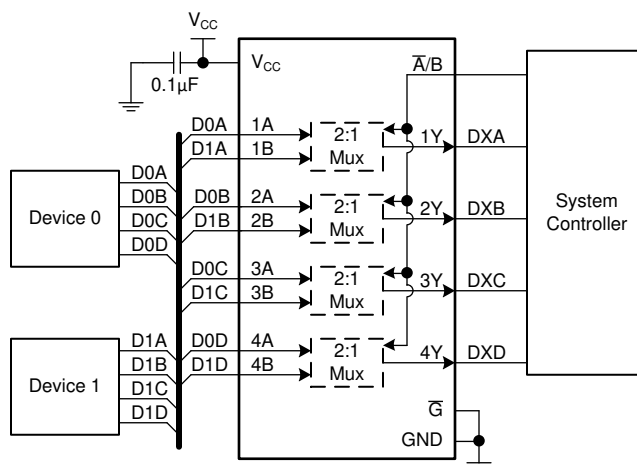 V_CC
0.1µF
V_CC
A̅/B
D0A 1A
D1A 1B
2:1
Mux
1Y DXA
D0B 2A
D1B 2B
2:1
Mux
2Y DXB
D0C 3A
D1C 3B
2:1
Mux
3Y DXC
D0D 4A
D1D 4B
2:1
Mux
4Y DXD
G̅
GND
Device 0
D0A
D0B
D0C
D0D
Device 1
D1A
D1B
D1C
D1D
System
Controller